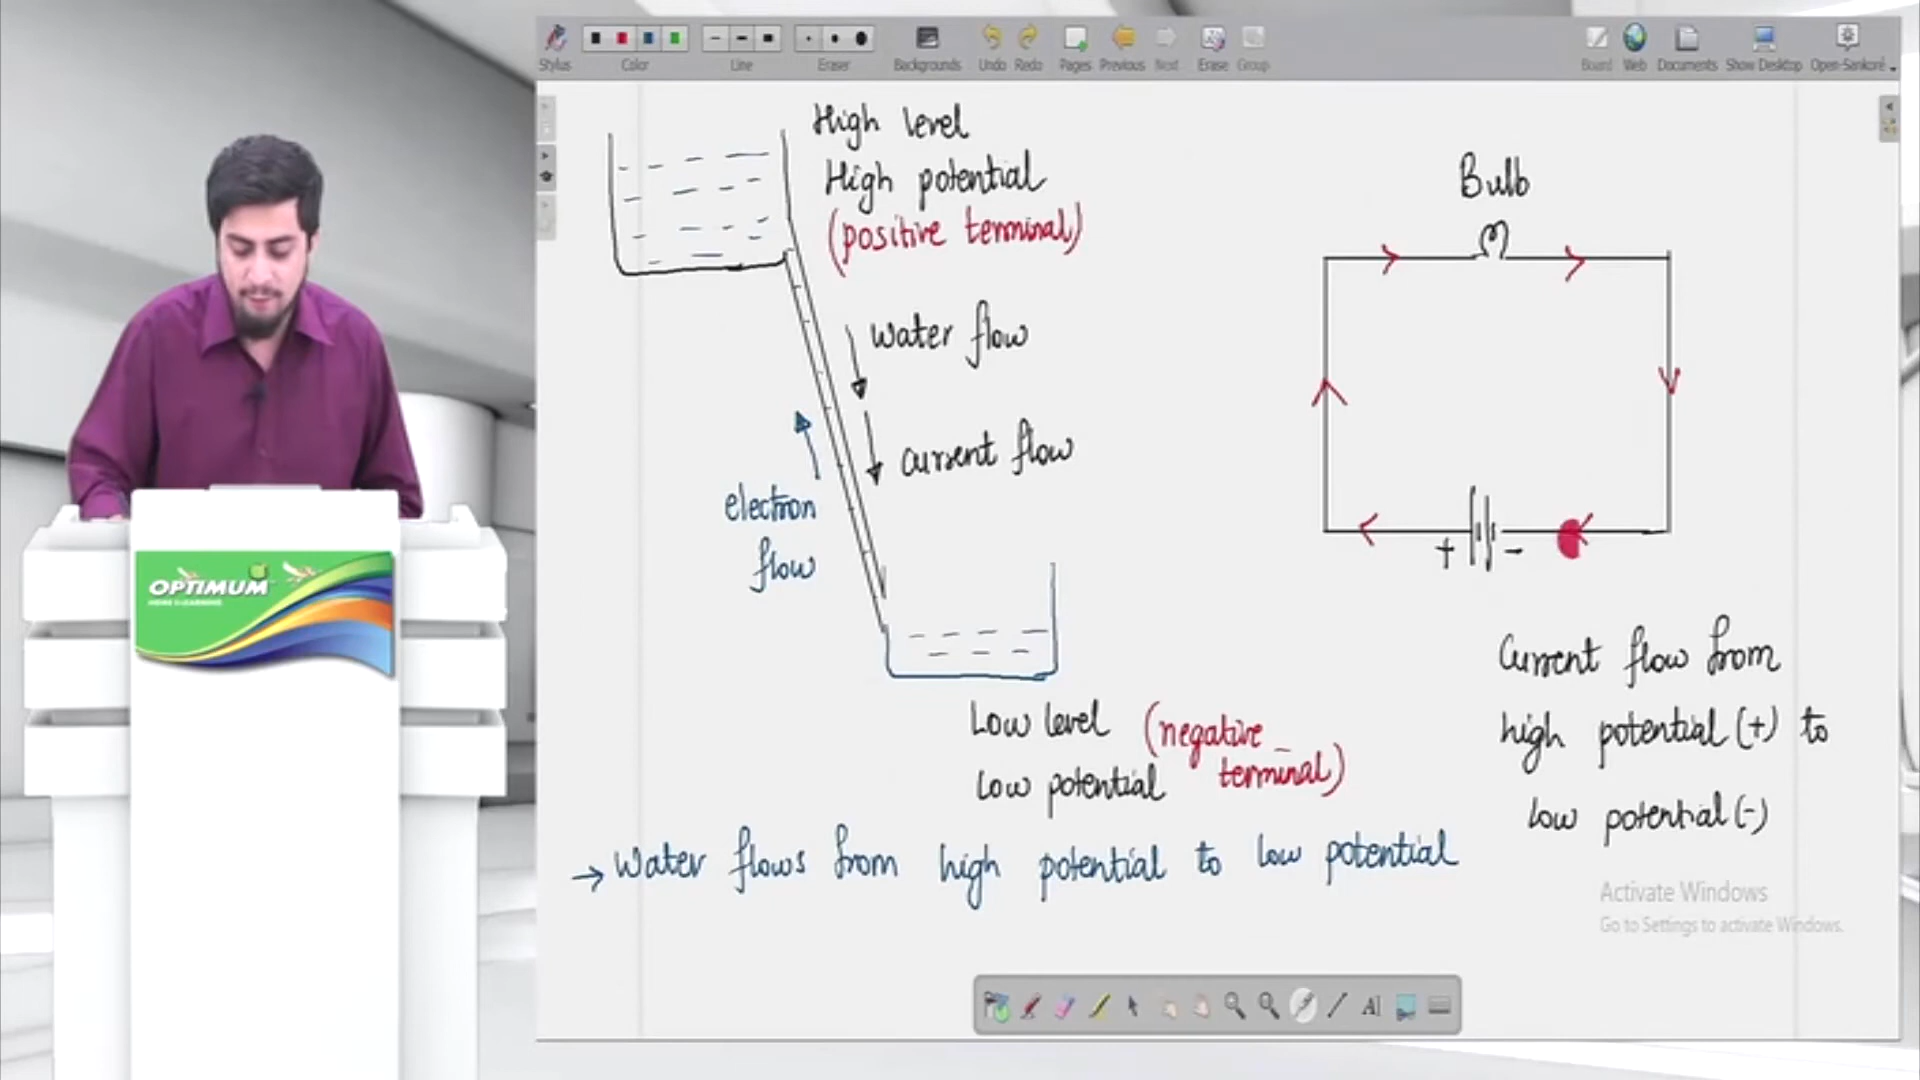 Stylus
Color
Line
Eraser
Backgrounds
Undo
Redo
Pages
Previous
Next
Erase
Group
Board
Web
Documents
Show Desktop
Open-Sankoré
High level
High potential
(positive terminal)
Water flow
Current flow
electron
flow
Low level (negative
terminal)
Low potential
→ Water flows from high potential to low potential
Bulb
+ -
Current flow from
high potential (+) to
low potential (-)
Activate Windows
Go to Settings to activate Windows.
OPTIMUM